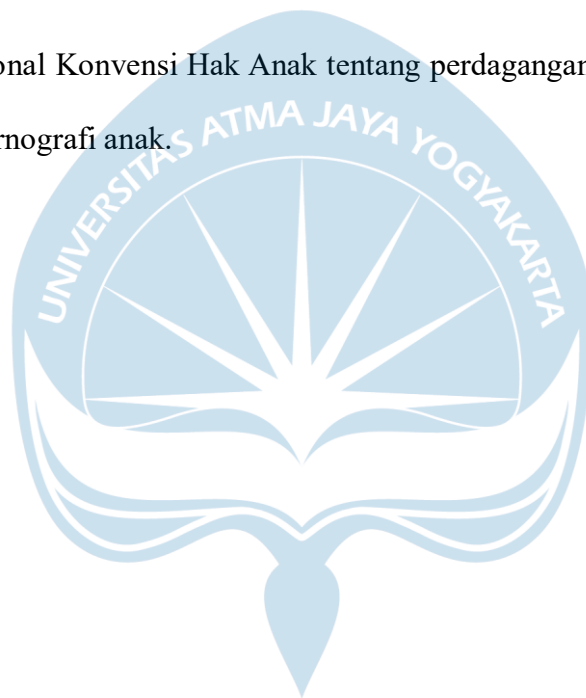 onal Konvensi Hak Anak tentang perdagangan
rnografi anak.
UNIVERSITAS ATMA JAYA YOGYAKARTA